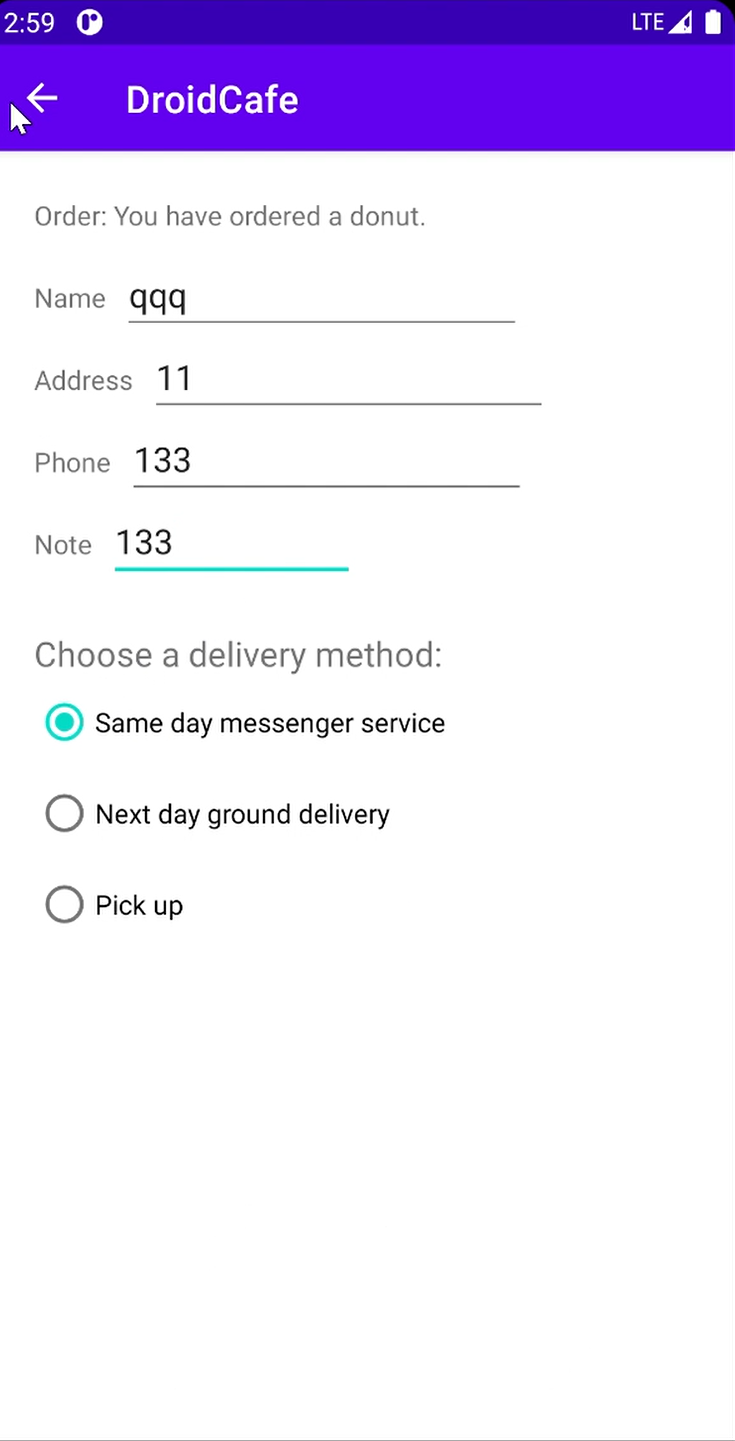 2:59 LTE
DroidCafe
Order: You have ordered a donut.
Name qqq
Address 11
Phone 133
Note 133
Choose a delivery method:
Same day messenger service
Next day ground delivery
Pick up